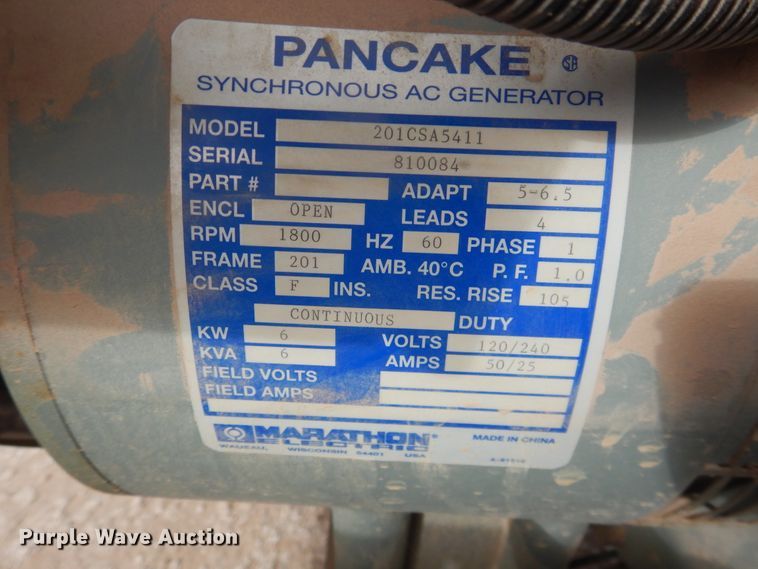 PANCAKE SA
SYNCHRONOUS AC GENERATOR
MODEL 201CSA5411
SERIAL 810084
PART # ADAPT 5-6.5
ENCL OPEN LEADS 4
RPM 1800 HZ 60 PHASE 1
FRAME 201 AMB. 40°C P.F. 1.0
CLASS F INS. RES. RISE 105
CONTINUOUS DUTY
KW 6 VOLTS 120/240
KVA 6 AMPS 50/25
FIELD VOLTS
FIELD AMPS
MARATHON®
ELECTRIC MADE IN CHINA
WAUSAU, WISCONSIN 54401 USA
Purple Wave Auction